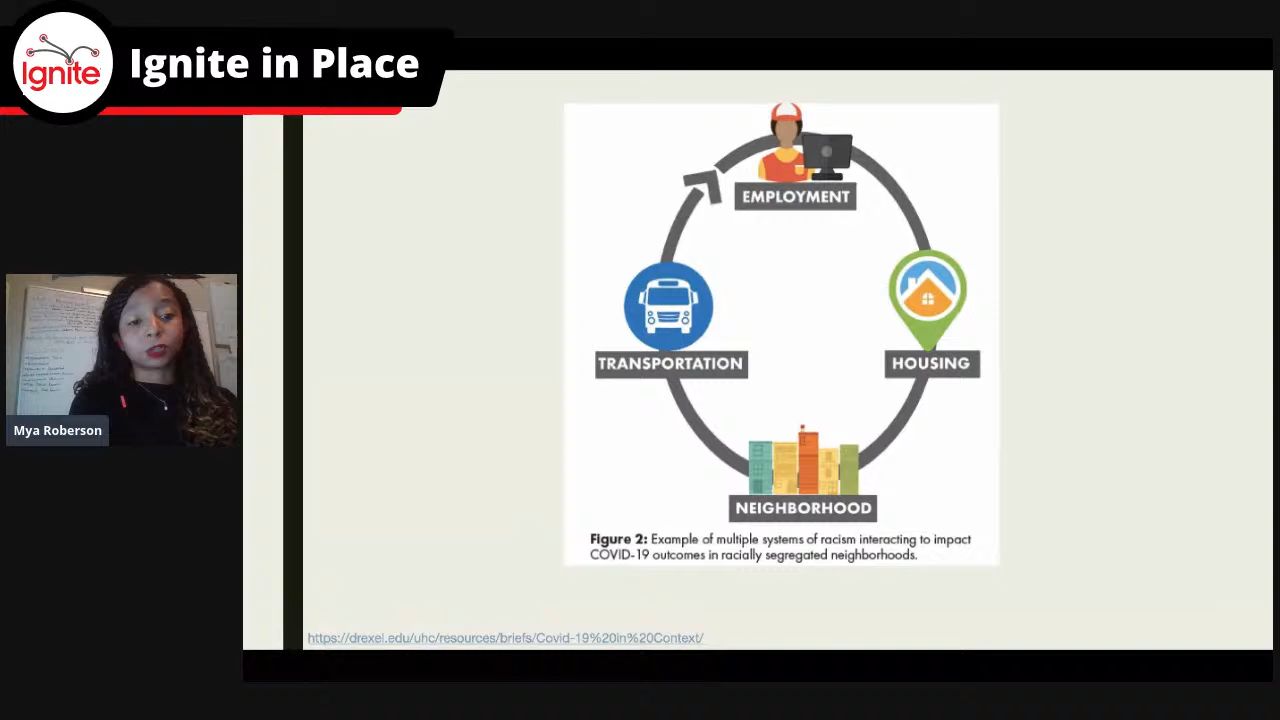 Ignite
Ignite in Place
EMPLOYMENT
TRANSPORTATION
HOUSING
NEIGHBORHOOD
Figure 2: Example of multiple systems of racism interacting to impact
COVID-19 outcomes in racially segregated neighborhoods.
Mya Roberson
https://drexel.edu/uhc/resources/briefs/Covid-19%20in%20Context/